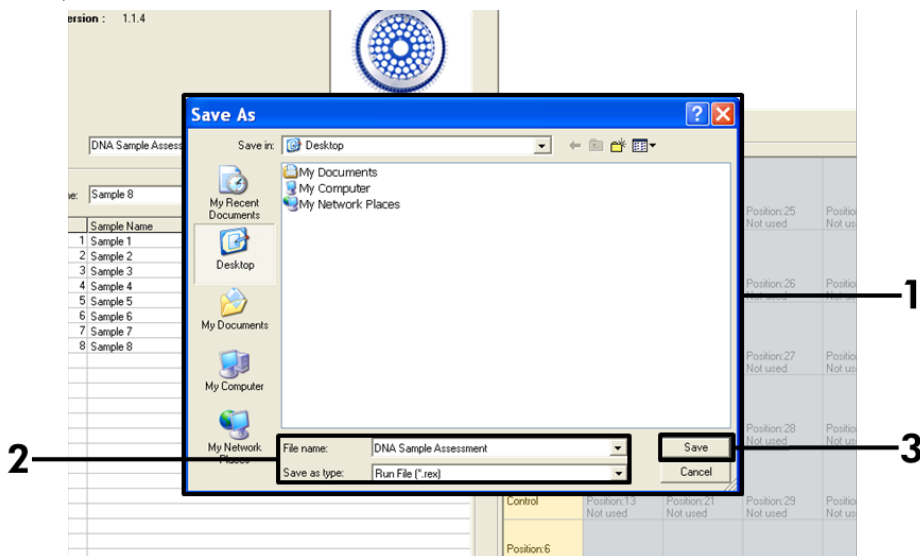 ersion : 1.1.4
Save As
DNA Sample Assess
Save in: Desktop
My Documents
My Computer
My Network Places
My Recent
Documents
Desktop
My Documents
My Computer
My Network
Places
Sample 8
Sample Name
1 Sample 1
2 Sample 2
3 Sample 3
4 Sample 4
5 Sample 5
6 Sample 6
7 Sample 7
8 Sample 8
File name: DNA Sample Assessment Save
Save as type: Run File (*.rex) Cancel
Position:25
Not used
Position:26
Not used
Position:27
Not used
Position:28
Not used
Control Position:13 Position:21 Position:29
Not used Not used Not used
Position:6
1
2
3